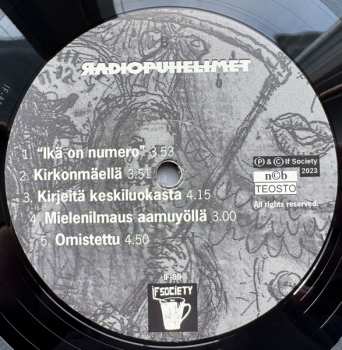 RADIOPUHELIMET
1. "Ikä on numero" 3.53
2. Kirkonmäellä 3.51
3. Kirjeitä keskiluokasta 4.15
4. Mielenilmaus aamuyöllä 3.00
5. Omistettu 4.50
Ⓟ & © If Society
2023
n©b
TEOSTO
All rights reserved.
IF SOCIETY